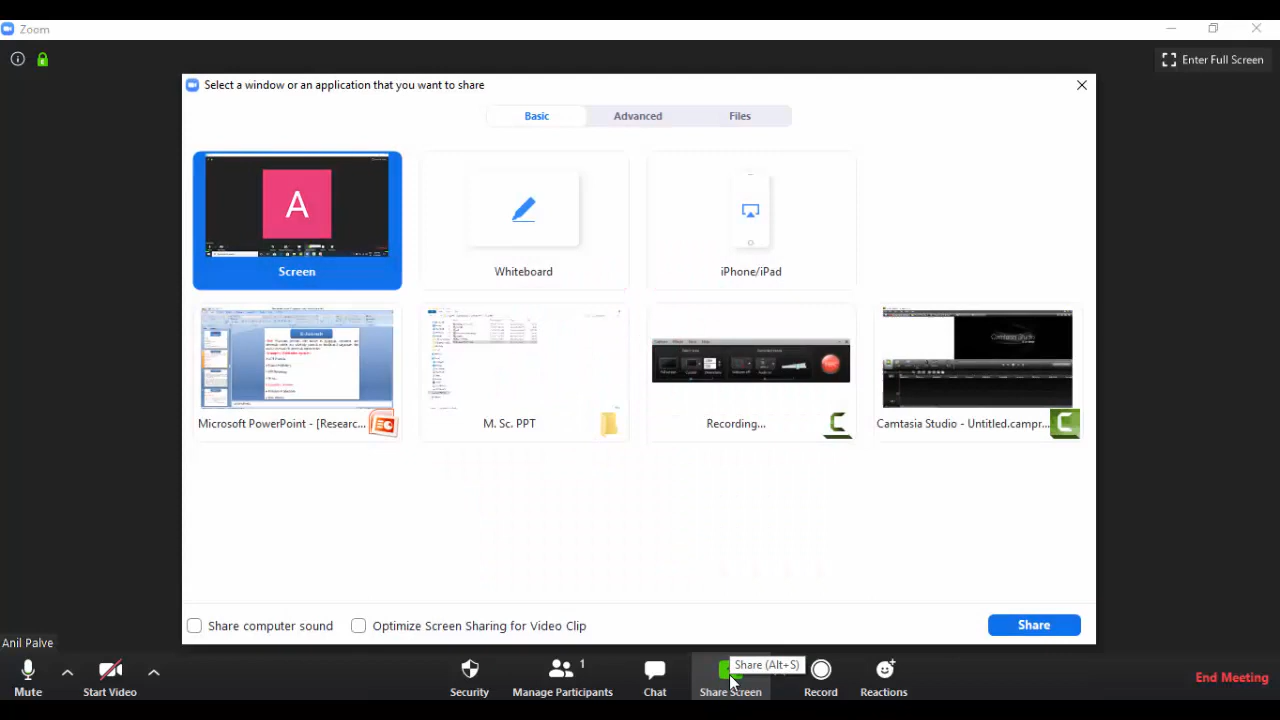 Zoom
Enter Full Screen
Select a window or an application that you want to share
Basic
Advanced
Files
A
Screen
Whiteboard
iPhone/iPad
Microsoft PowerPoint - [Researc...
M. Sc. PPT
Recording...
Camtasia Studio - Untitled.campr...
Share computer sound
Optimize Screen Sharing for Video Clip
Share
Anil Palve
Share (Alt+S)
Mute
Start Video
Security
1
Manage Participants
Chat
Share Screen
Record
Reactions
End Meeting